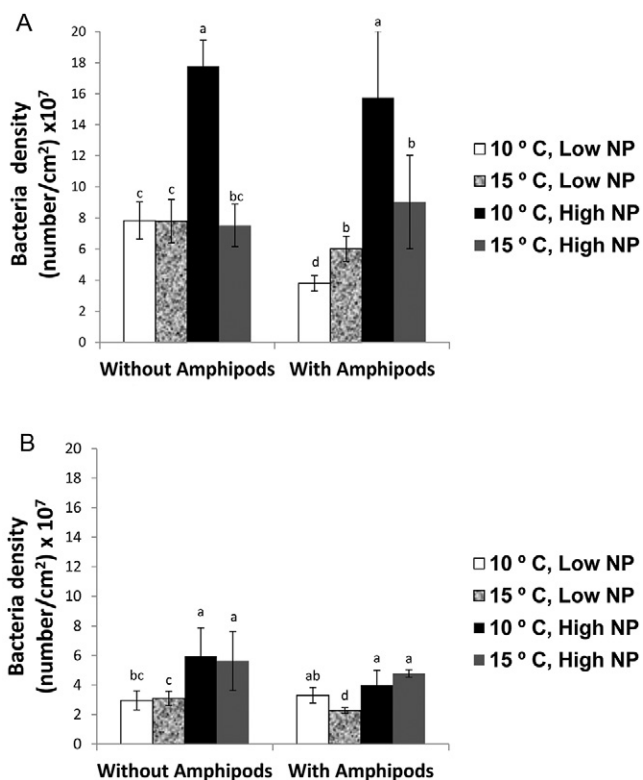 A
Bacteria density
(number/cm²) x10⁷
20
18
16
14
12
10
8
6
4
2
0
c
c
a
bc
d
b
a
b
Without Amphipods
With Amphipods
10 º C, Low NP
15 º C, Low NP
10 º C, High NP
15 º C, High NP
B
Bacteria density
(number/cm²) x 10⁷
20
18
16
14
12
10
8
6
4
2
0
bc
c
a
a
ab
d
a
a
Without Amphipods
With Amphipods
10 º C, Low NP
15 º C, Low NP
10 º C, High NP
15 º C, High NP